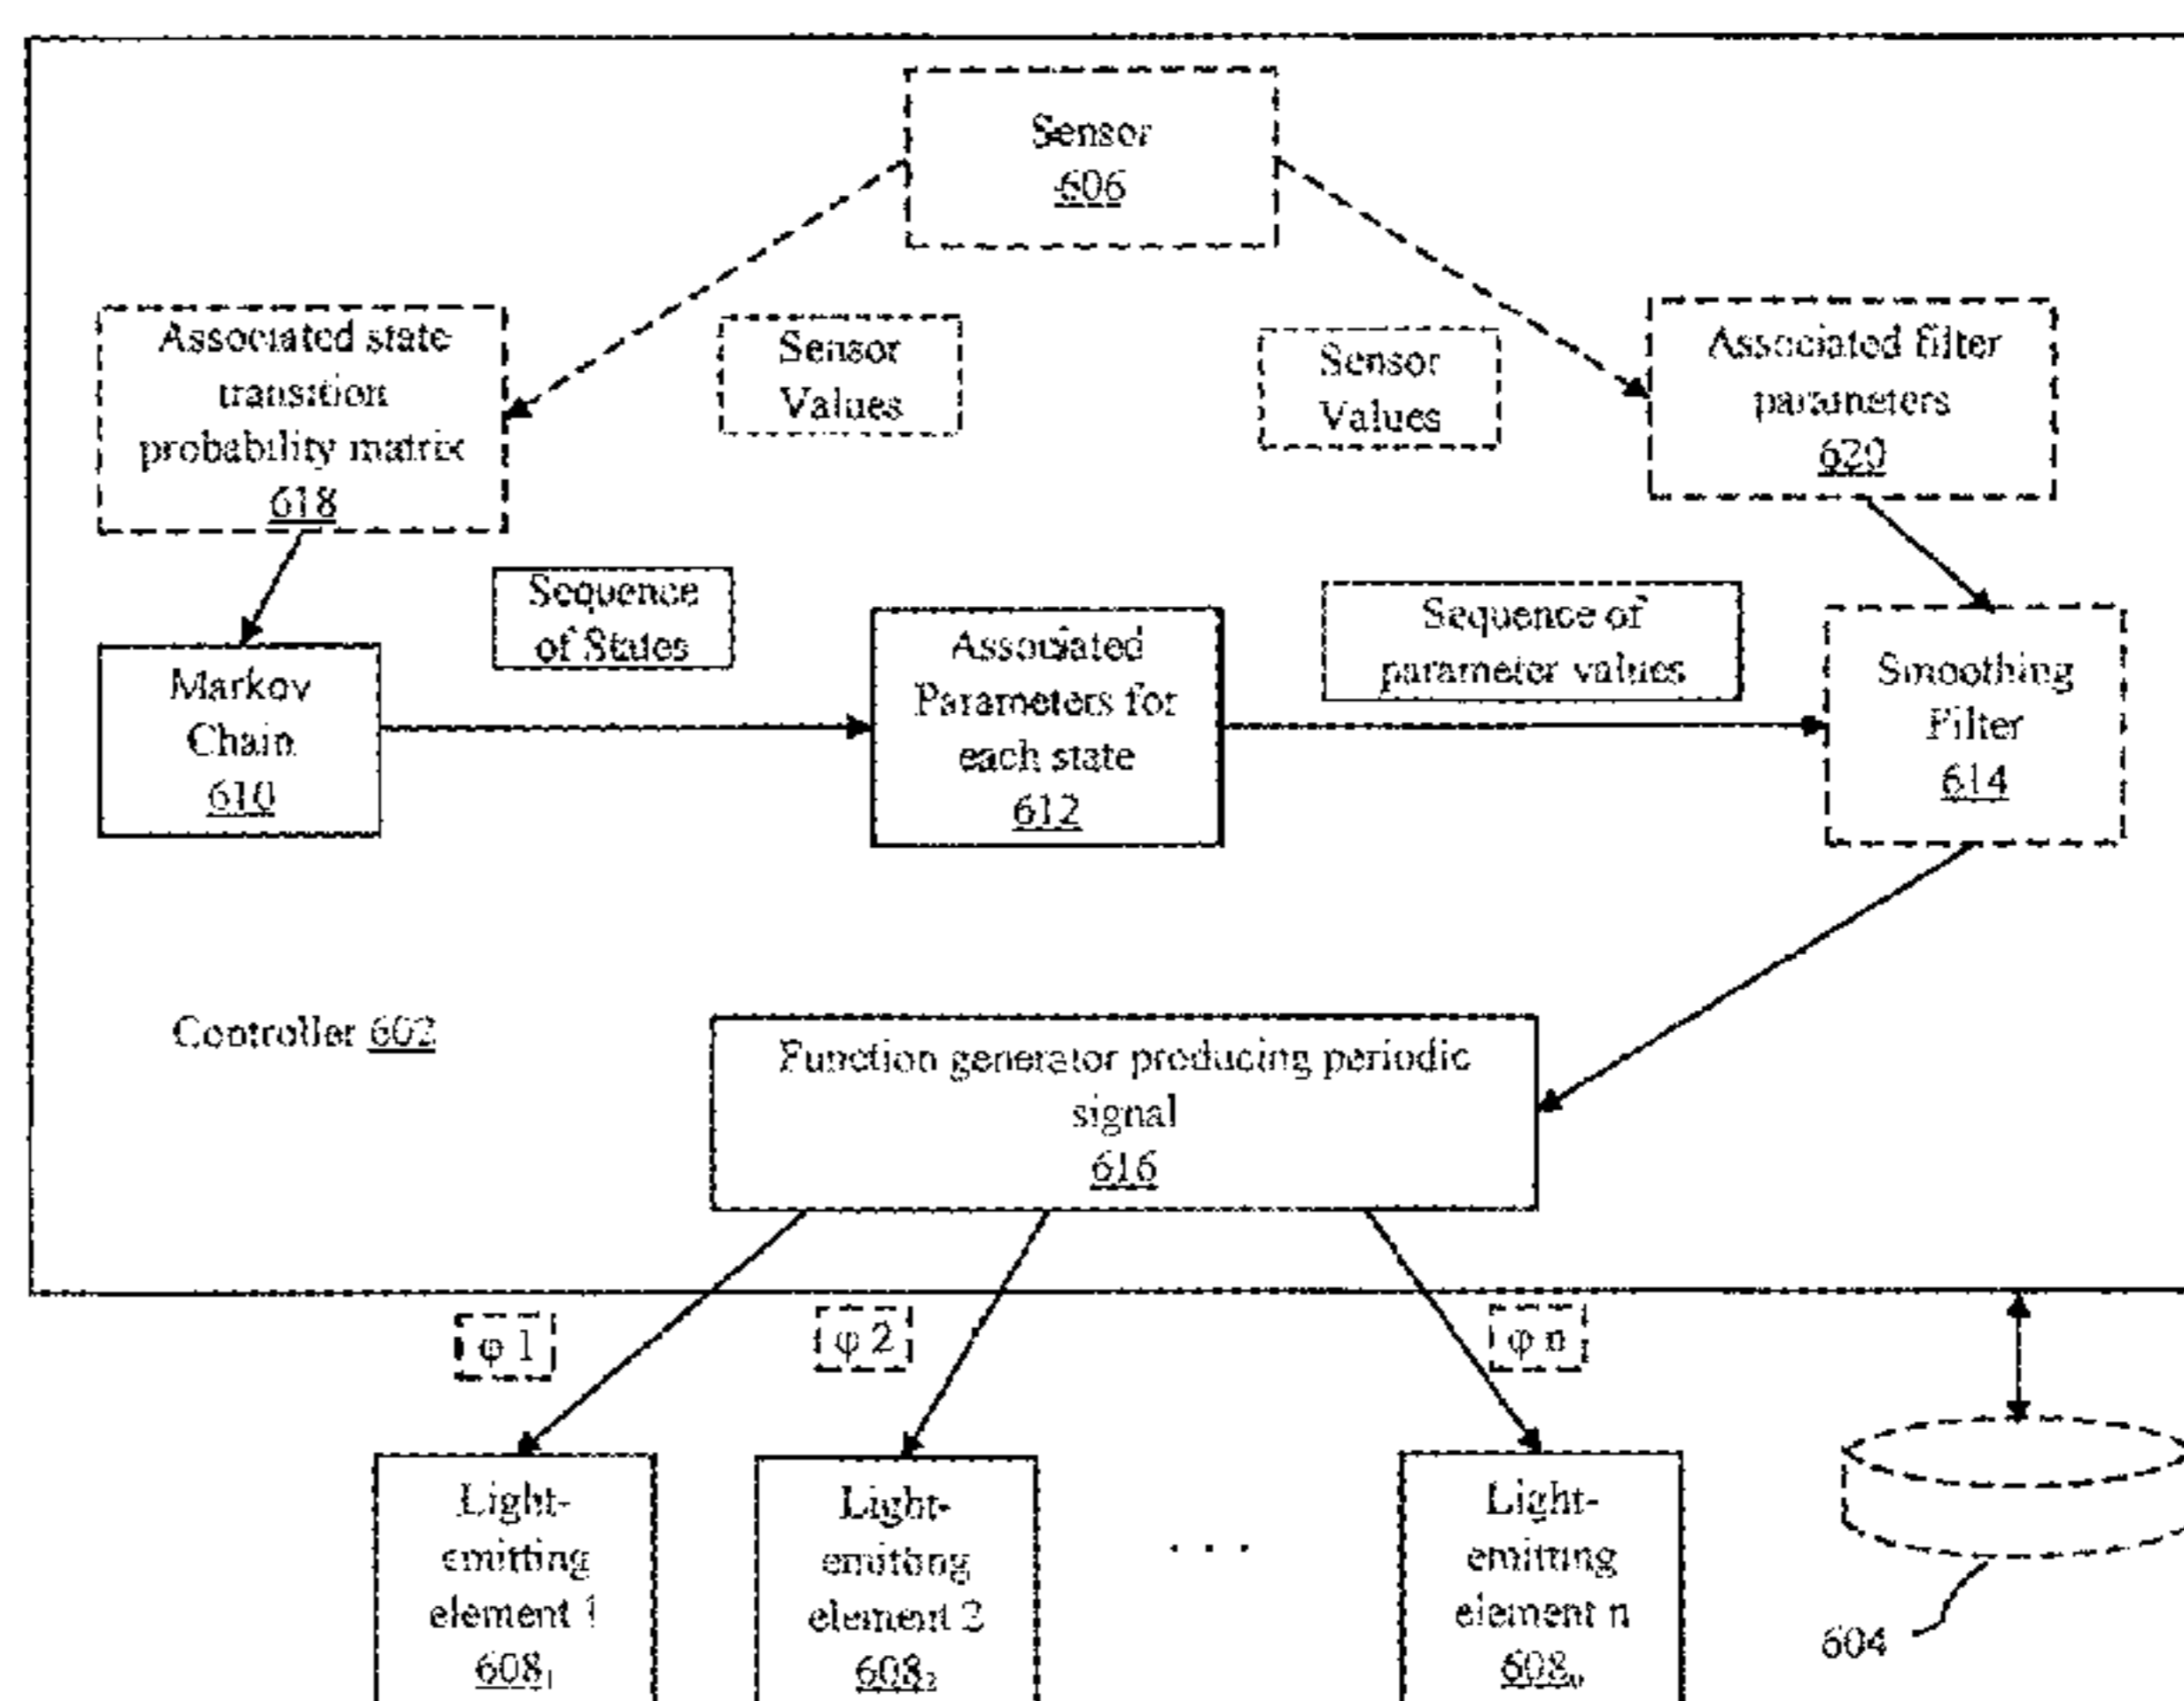 Sensor
606
Associated state
transition
probability matrix
618
Sensor
Values
Sensor
Values
Associated filter
parameters
620
Sequence
of States
Sequence of
parameter values
Markov
Chain
610
Associated
Parameters for
each state
612
Smoothing
Filter
614
Controller 602
Function generator producing periodic
signal
616
φ 1
φ 2
φ n
Light-
emitting
element 1
608₁
Light-
emitting
element 2
608₂
. . .
Light-
emitting
element n
608ₙ
604